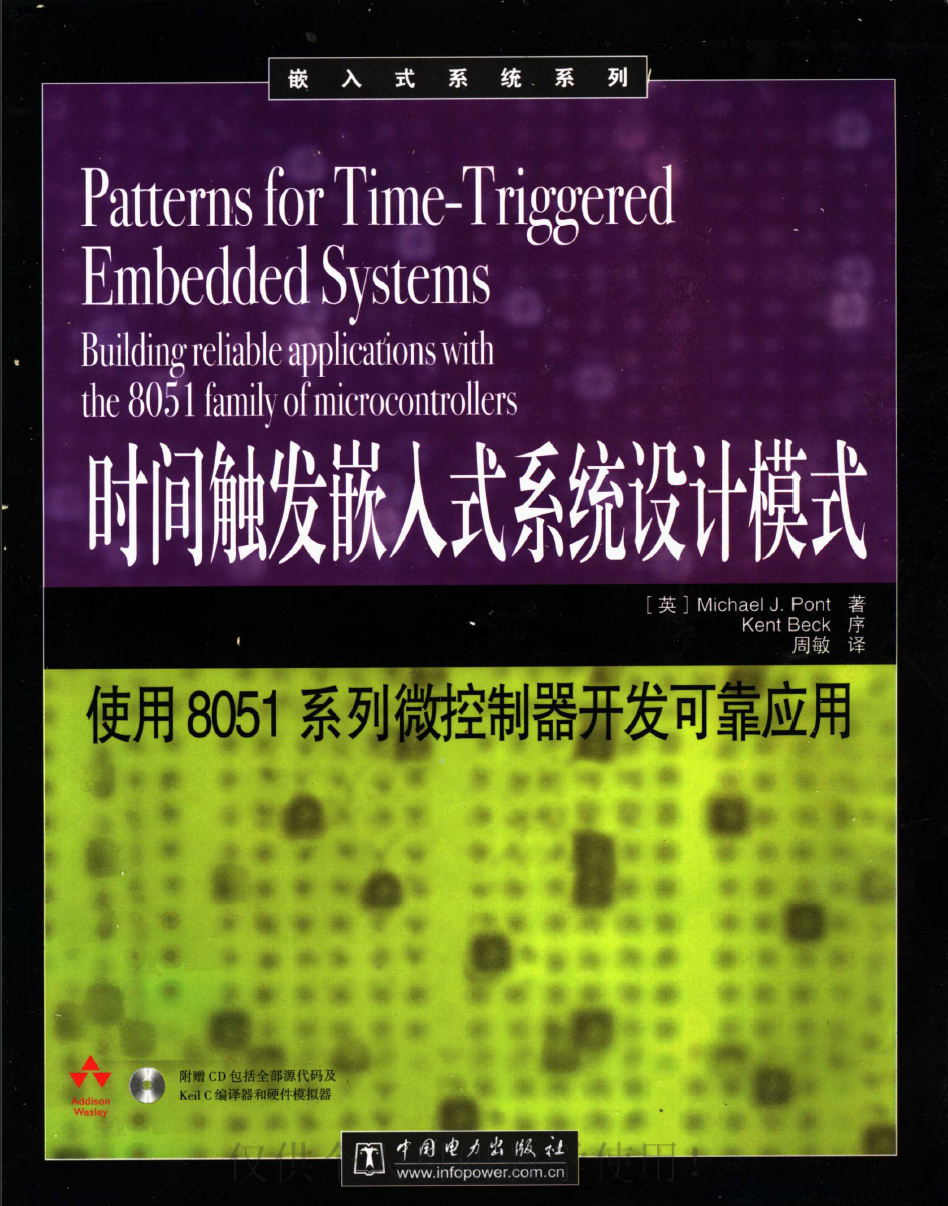 嵌入式系统系列
Patterns for Time-Triggered
Embedded Systems
Building reliable applications with
the 8051 family of microcontrollers
时间触发嵌入式系统设计模式
[英] Michael J. Pont 著
Kent Beck 序
周敏 译
使用 8051 系列微控制器开发可靠应用
附赠 CD 包括全部源代码及
Keil C 编译器和硬件模拟器
Addison
Wesley
中国电力出版社
www.infopower.com.cn
仅供
使用!